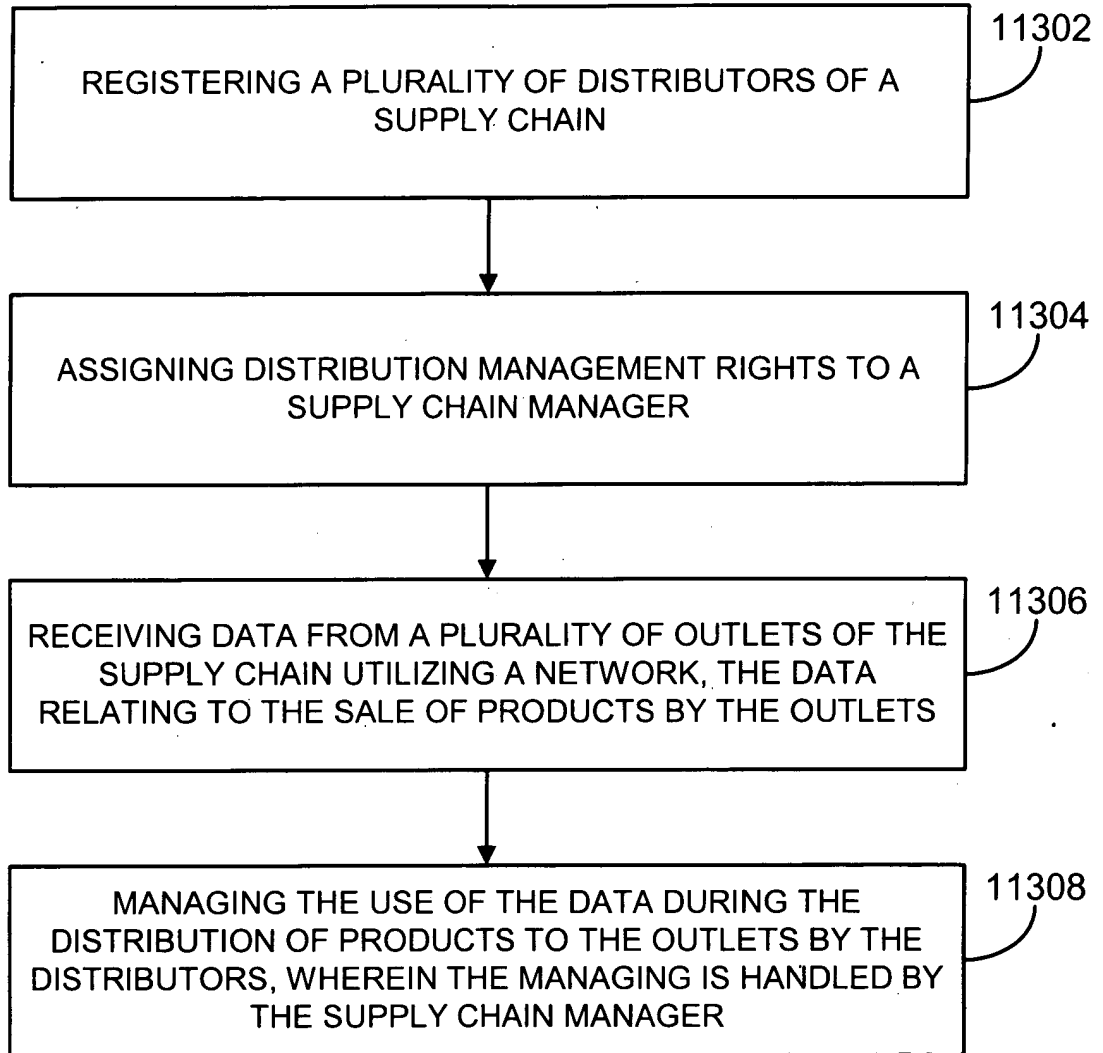 11302
REGISTERING A PLURALITY OF DISTRIBUTORS OF A
SUPPLY CHAIN
11304
ASSIGNING DISTRIBUTION MANAGEMENT RIGHTS TO A
SUPPLY CHAIN MANAGER
11306
RECEIVING DATA FROM A PLURALITY OF OUTLETS OF THE
SUPPLY CHAIN UTILIZING A NETWORK, THE DATA
RELATING TO THE SALE OF PRODUCTS BY THE OUTLETS
11308
MANAGING THE USE OF THE DATA DURING THE
DISTRIBUTION OF PRODUCTS TO THE OUTLETS BY THE
DISTRIBUTORS, WHEREIN THE MANAGING IS HANDLED BY
THE SUPPLY CHAIN MANAGER